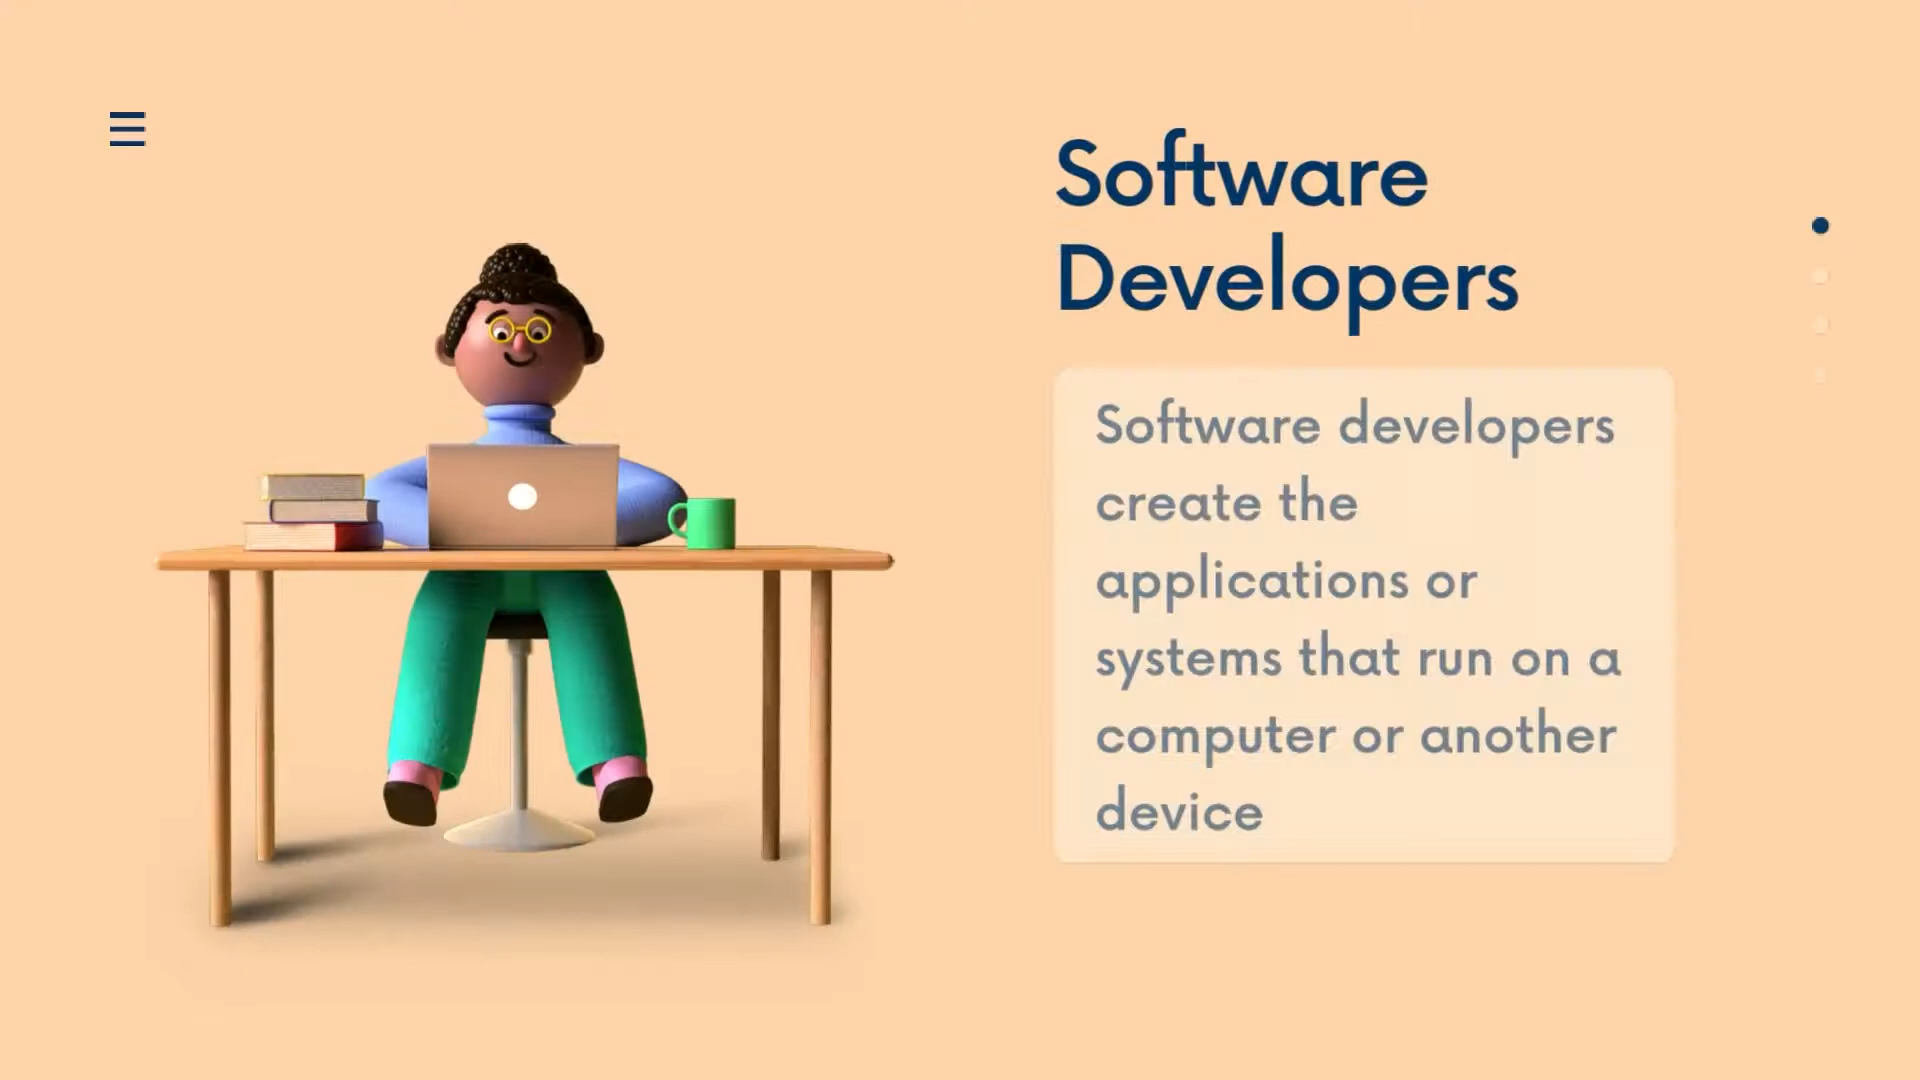 Software
Developers
Software developers
create the
applications or
systems that run on a
computer or another
device